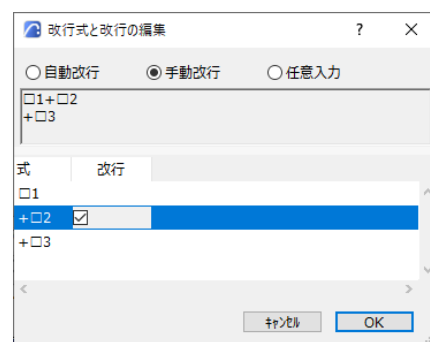 改行式と改行の編集 ? ×
自動改行 手動改行 任意入力
□1+□2
+□3
式 改行
□1
+□2
+□3
ｷｬﾝｾﾙ OK